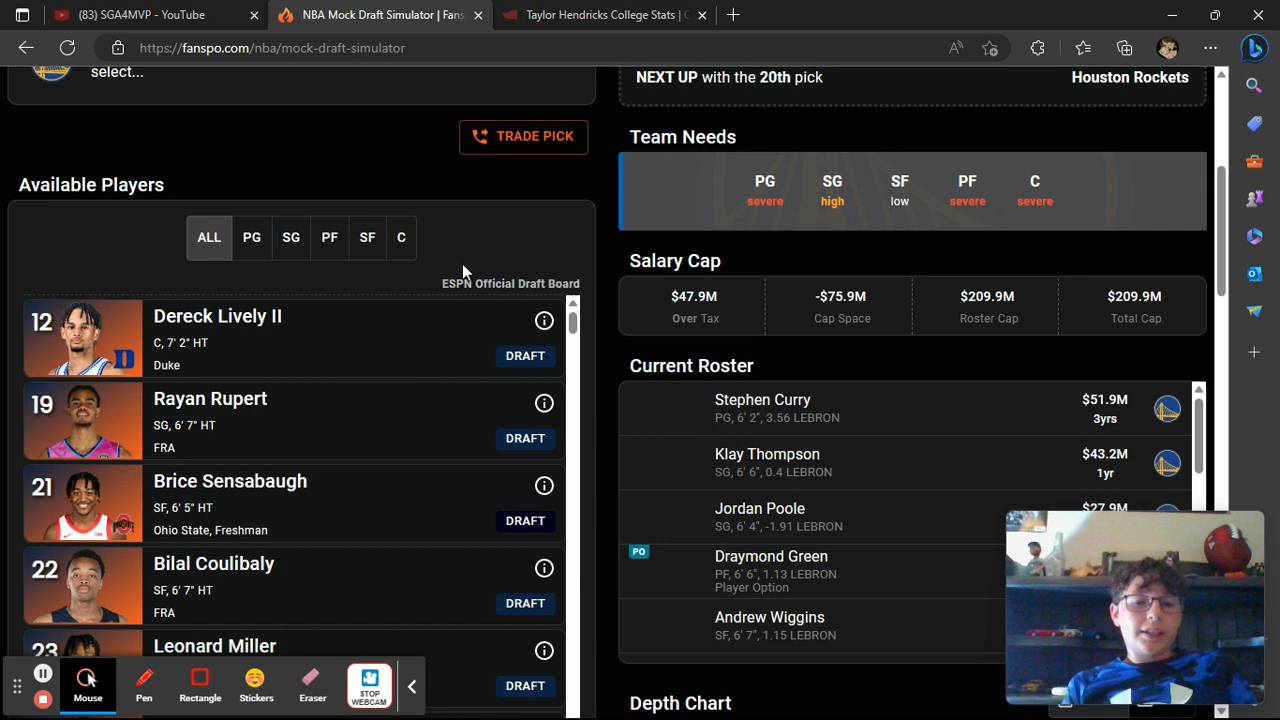 (83) SGA4MVP - YouTube
NBA Mock Draft Simulator | Fans
Taylor Hendricks College Stats | C
https://fanspo.com/nba/mock-draft-simulator
select...
NEXT UP with the 20th pick
Houston Rockets
TRADE PICK
Team Needs
PG SG SF PF C
severe high low severe severe
Available Players
ALL PG SG PF SF C
ESPN Official Draft Board
Salary Cap
$47.9M -$75.9M $209.9M $209.9M
Over Tax Cap Space Roster Cap Total Cap
12 Dereck Lively II
C, 7' 2" HT
Duke
DRAFT
19 Rayan Rupert
SG, 6' 7" HT
FRA
DRAFT
21 Brice Sensabaugh
SF, 6' 5" HT
Ohio State, Freshman
DRAFT
22 Bilal Coulibaly
SF, 6' 7" HT
FRA
DRAFT
23 Leonard Miller
DRAFT
Current Roster
Stephen Curry $51.9M
PG, 6' 2", 3.56 LEBRON 3yrs
Klay Thompson $43.2M
SG, 6' 6", 0.4 LEBRON 1yr
Jordan Poole $27.9M
SG, 6' 4", -1.91 LEBRON
PO Draymond Green
PF, 6' 6", 1.13 LEBRON
Player Option
Andrew Wiggins
SF, 6' 7", 1.15 LEBRON
Depth Chart
Mouse Pen Rectangle Stickers Eraser STOP
WEBCAM